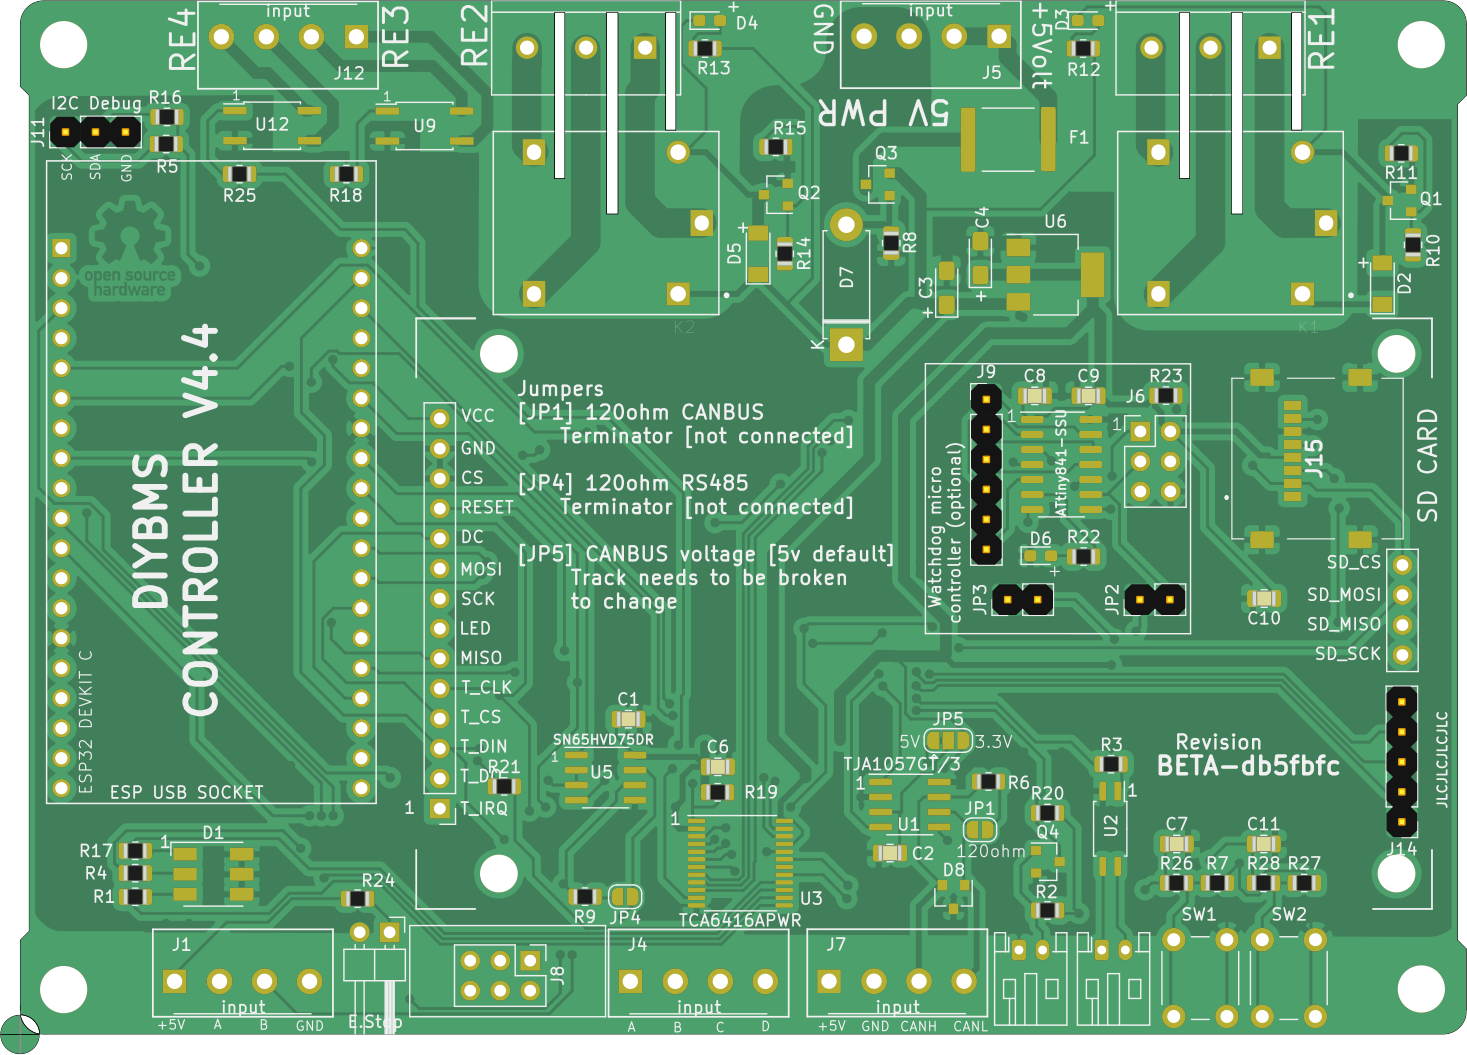 RE4
input
J12
RE3
RE2
+
D4
R13
GND
input
J5
+5Volt
D3
+
R12
RE1
I2C Debug
J11
SCK
SDA
GND
R16
R5
1
U12
1
U9
R25
R18
R15
Q2
Q3
5V PWR
F1
R11
Q1
R10
D2
+
D5
+
R14
D7
K
R8
C4
+
C3
+
U6
K2
K1
open source
hardware
DIYBMS
CONTROLLER V4.4
ESP32 DEVKIT C
ESP USB SOCKET
VCC
GND
CS
RESET
DC
MOSI
SCK
LED
MISO
T_CLK
T_CS
T_DIN
T_DO
T_IRQ
1
Jumpers
[JP1] 120ohm CANBUS
Terminator [not connected]
[JP4] 120ohm RS485
Terminator [not connected]
[JP5] CANBUS voltage [5v default]
Track needs to be broken
to change
J9
1
C8
C9
J6
1
R23
ATtiny841-SSU
Watchdog micro
controller (optional)
D6
+
R22
JP3
JP2
J15
SD CARD
C10
SD_CS
SD_MOSI
SD_MISO
SD_SCK
C1
SN65HVD75DR
1
U5
R21
C6
R19
1
U3
TCA6416APWR
JP5
5V
3.3V
TJA1057GT/3
1
U1
C2
R6
JP1
120ohm
D8
R20
Q4
R2
R3
U2
1
Revision
BETA-db5fbfc
JLCJLCJLCJLC
J14
C7
C11
R26
R7
R28
R27
SW1
SW2
R17
R4
R1
D1
1
R24
R9
JP4
J1
input
+5V
A
B
GND
E.Stop
J8
J4
input
A
B
C
D
J7
input
+5V
GND
CANH
CANL